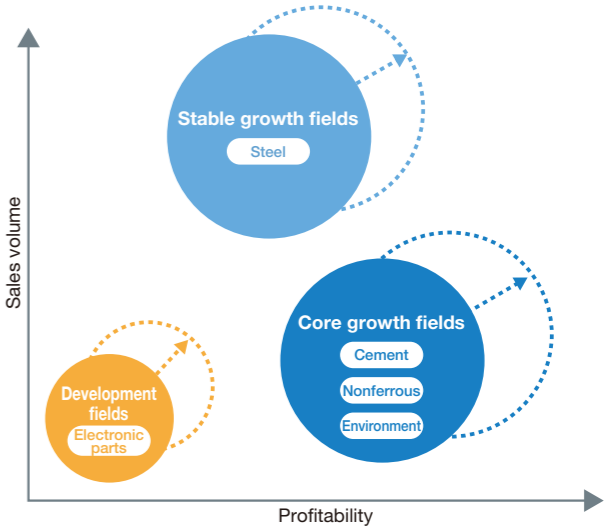 Stable growth fields
Steel
Sales volume
Core growth fields
Cement
Nonferrous
Environment
Development
fields
Electronic
parts
Profitability